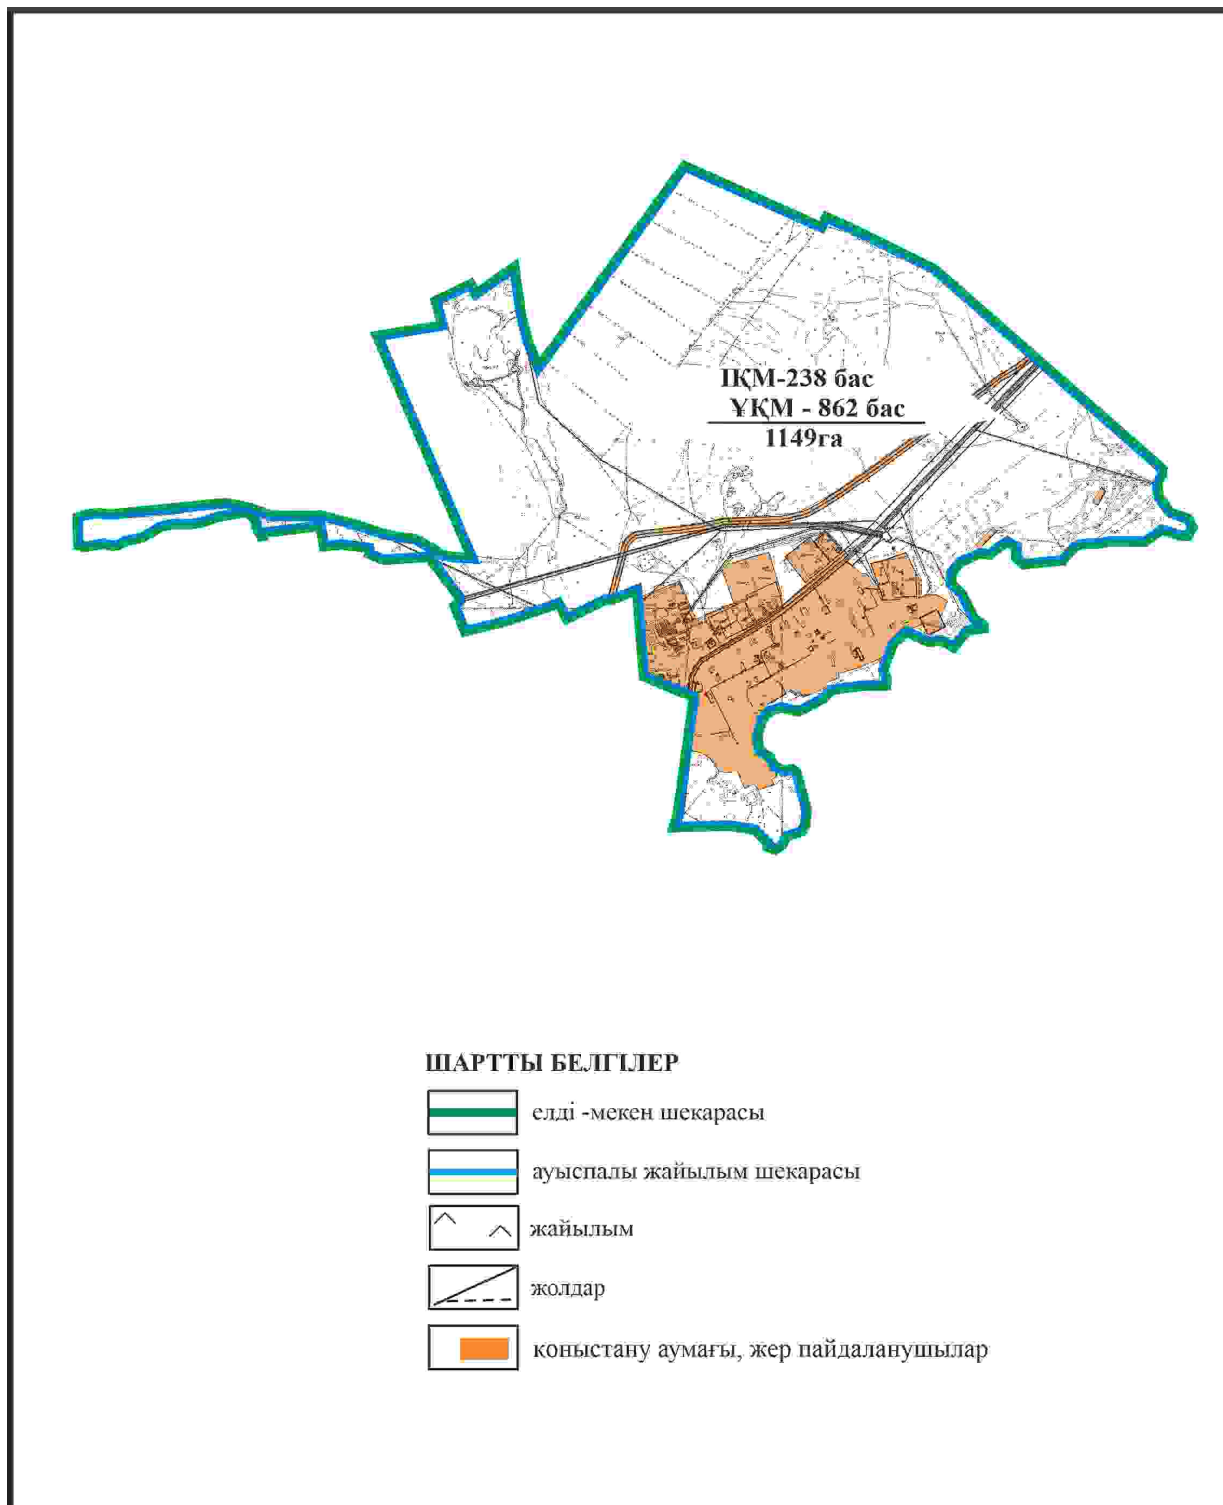 ІҚМ-238 бас
ҰҚМ - 862 бас
1149га
ШАРТТЫ БЕЛГІЛЕР
елді -мекен шекарасы
ауыспалы жайылым шекарасы
жайылым
жолдар
қоныстану аумағы, жер пайдаланушылар